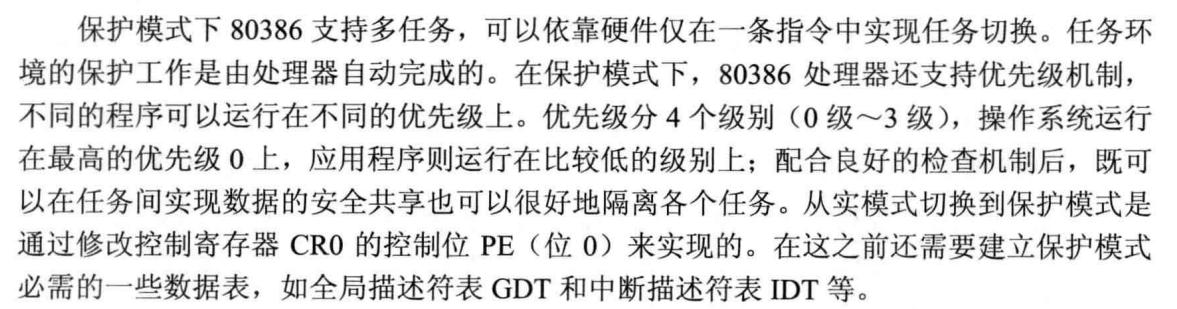 保护模式下 80386 支持多任务，可以依靠硬件仅在一条指令中实现任务切换。任务环
境的保护工作是由处理器自动完成的。在保护模式下，80386 处理器还支持优先级机制，
不同的程序可以运行在不同的优先级上。优先级分 4 个级别（0 级～3 级），操作系统运行
在最高的优先级 0 上，应用程序则运行在比较低的级别上；配合良好的检查机制后，既可
以在任务间实现数据的安全共享也可以很好地隔离各个任务。从实模式切换到保护模式是
通过修改控制寄存器 CR0 的控制位 PE（位 0）来实现的。在这之前还需要建立保护模式
必需的一些数据表，如全局描述符表 GDT 和中断描述符表 IDT 等。